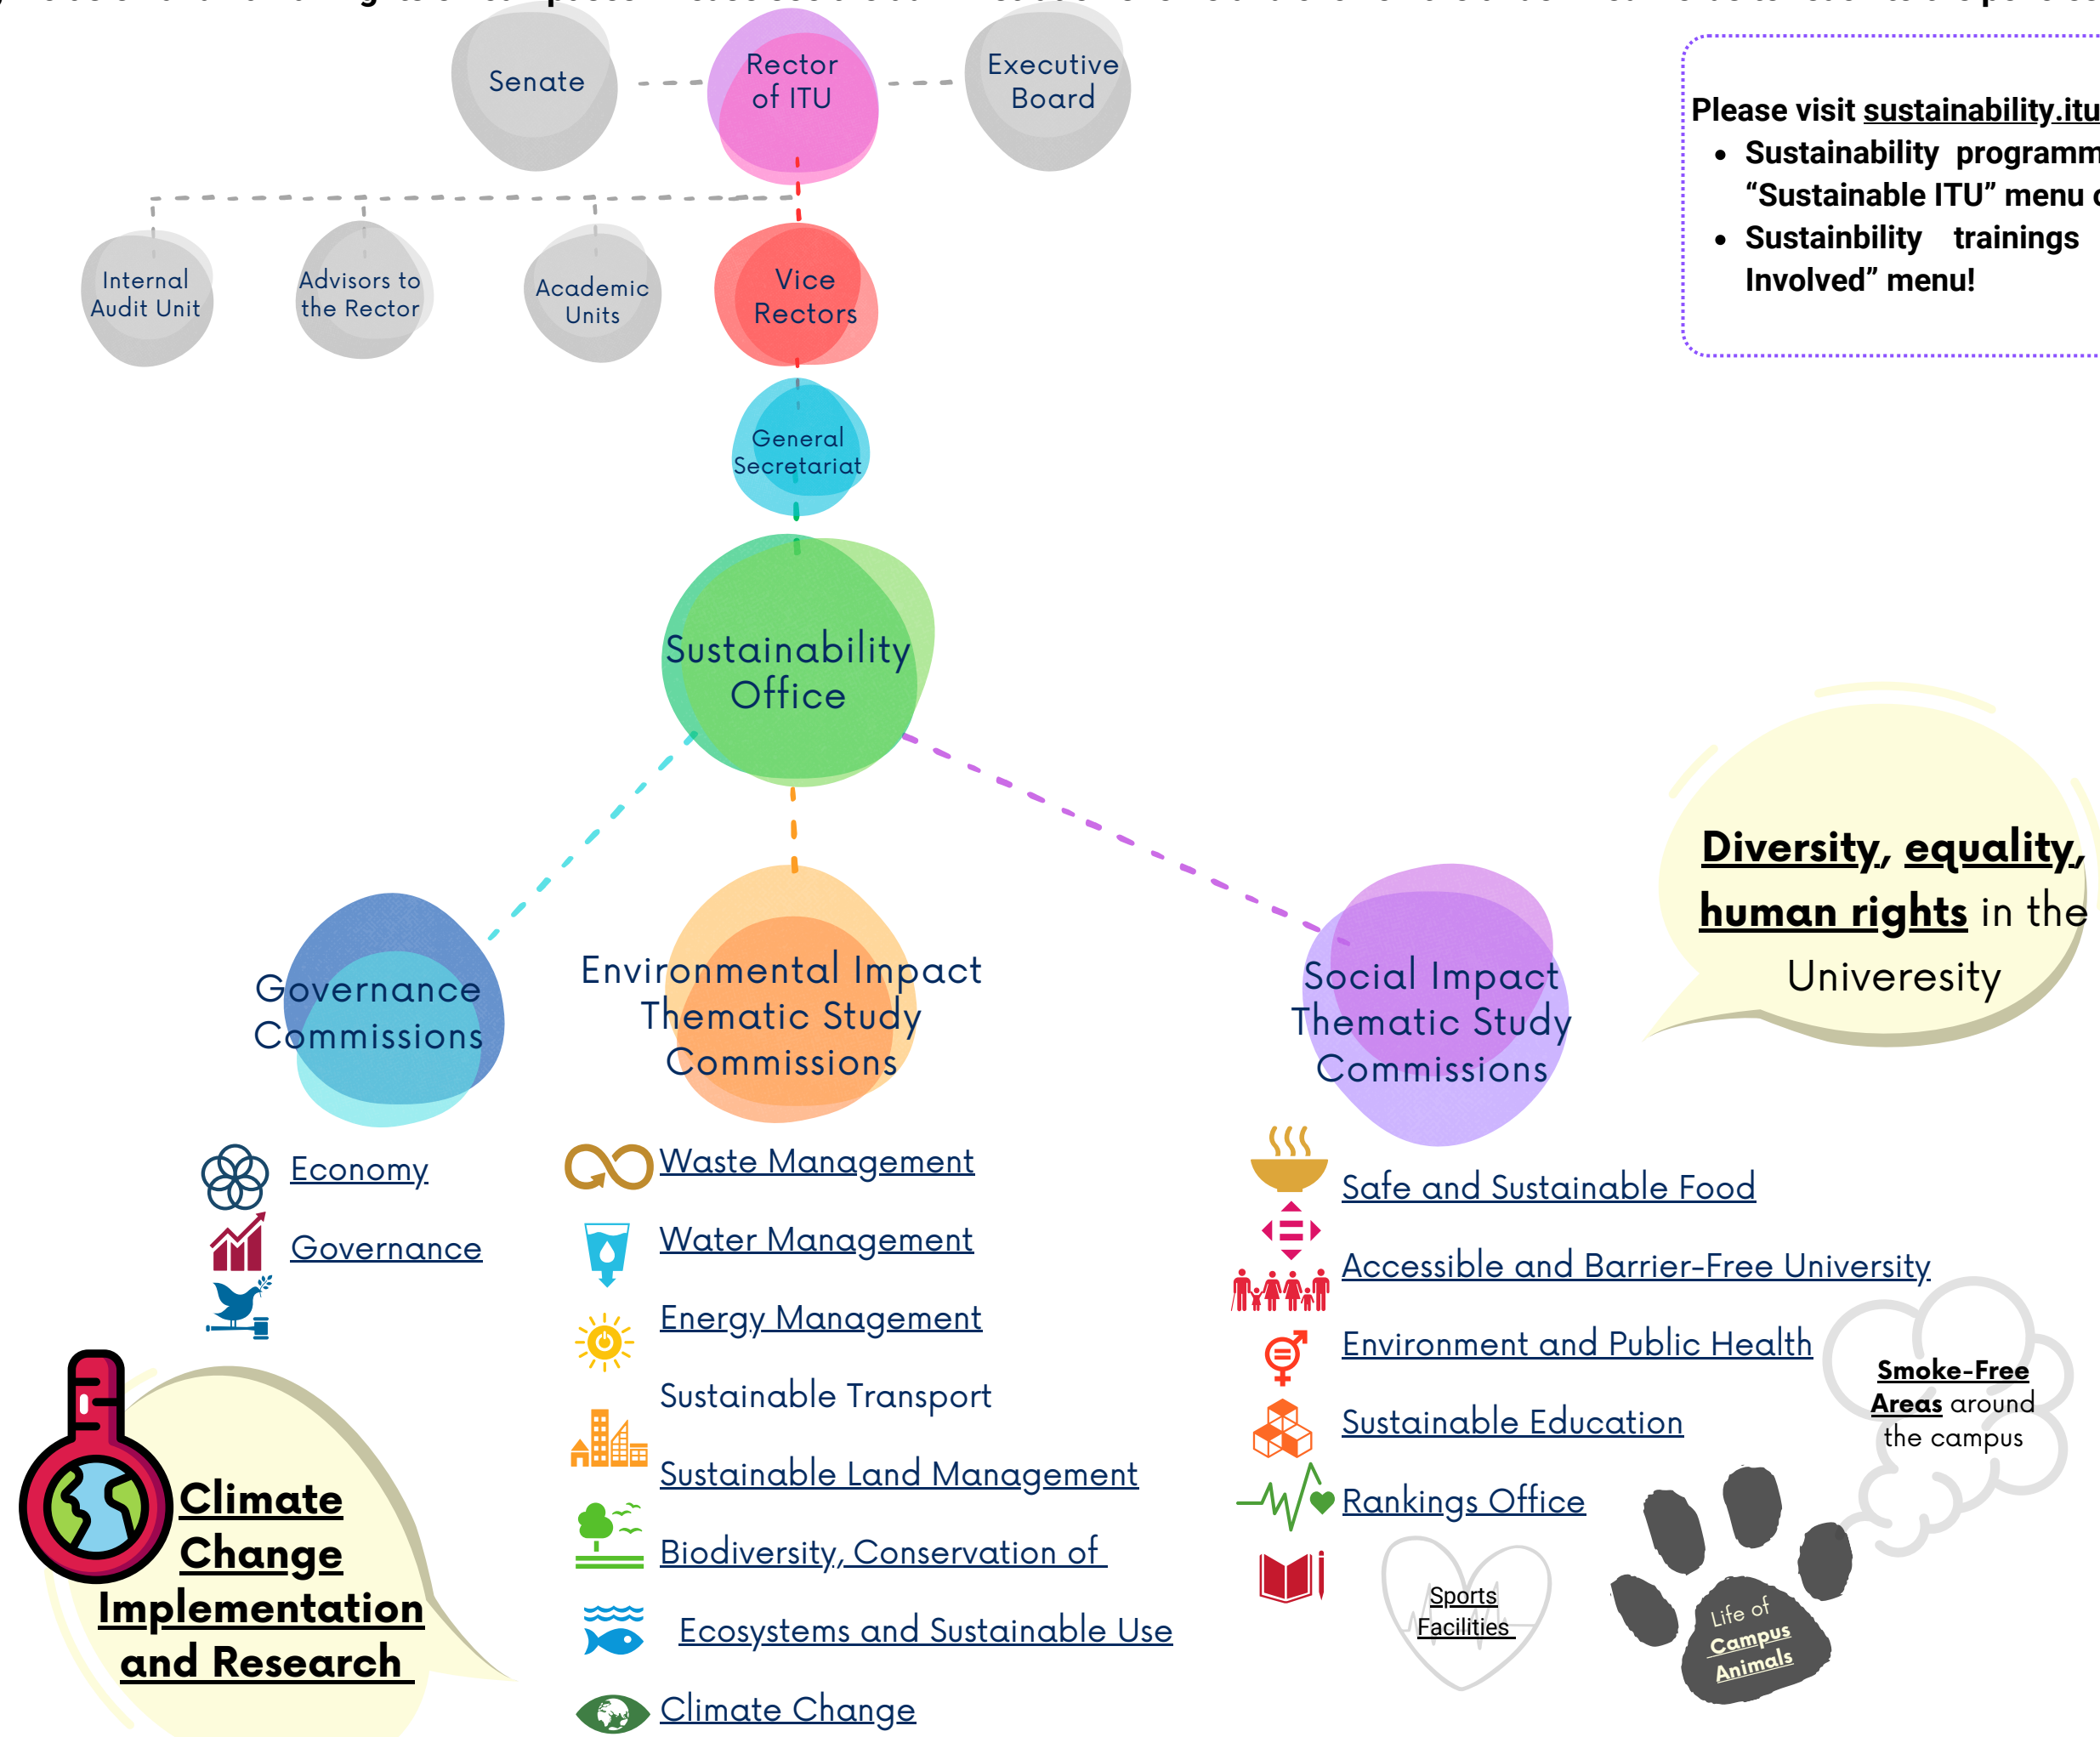 Senate
Rector
of ITU
Executive
Board
Please visit sustainability.itu
• Sustainability programm
“Sustainable ITU” menu
• Sustainbility trainings
Involved” menu!
Internal
Audit Unit
Advisors to
the Rector
Academic
Units
Vice
Rectors
General
Secretariat
Sustainability
Office
Diversity, equality,
human rights in the
Univeresity
Governance
Commissions
Environmental Impact
Thematic Study
Commissions
Social Impact
Thematic Study
Commissions
Economy
Governance
Waste Management
Water Management
Energy Management
Sustainable Transport
Sustainable Land Management
Biodiversity, Conservation of
Ecosystems and Sustainable Use
Climate Change
Safe and Sustainable Food
Accessible and Barrier-Free University
Environment and Public Health
Sustainable Education
Rankings Office
Smoke-Free
Areas around
the campus
Climate
Change
Implementation
and Research
Sports
Facilities
Life of
Campus
Animals